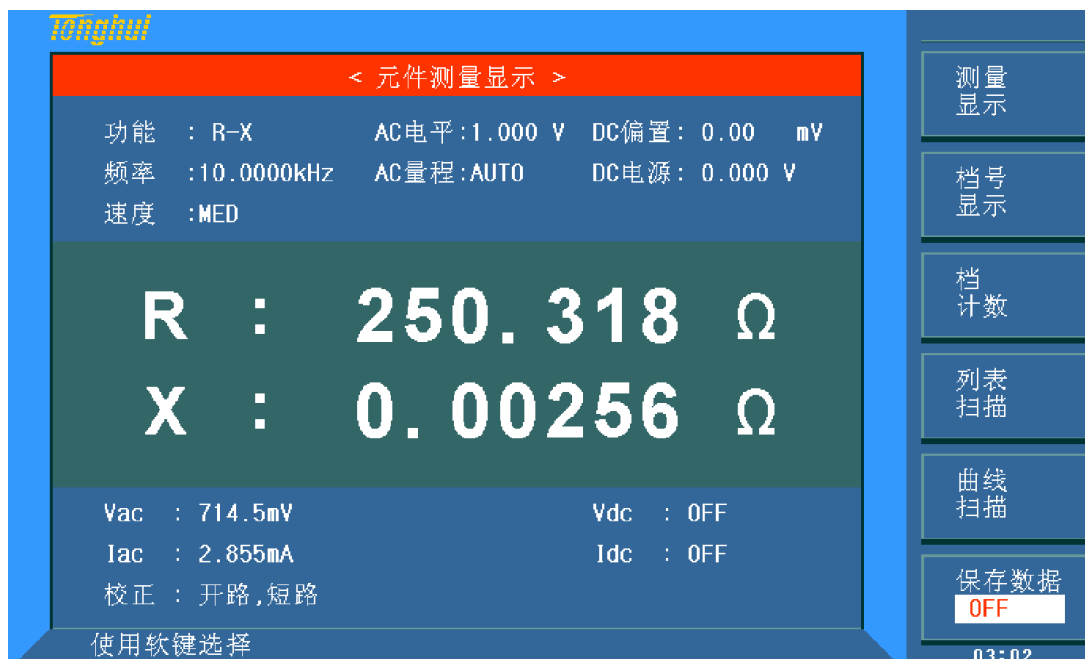 Tonghui
< 元件测量显示 >
功能 : R-X AC电平:1.000 V DC偏置: 0.00 mV
频率 :10.0000kHz AC量程:AUTO DC电源: 0.000 V
速度 :MED
R : 250.318 Ω
X : 0.00256 Ω
Vac : 714.5mV Vdc : OFF
Iac : 2.855mA Idc : OFF
校正 : 开路,短路
使用软键选择
测量
显示
档号
显示
档
计数
列表
扫描
曲线
扫描
保存数据
OFF
03:02